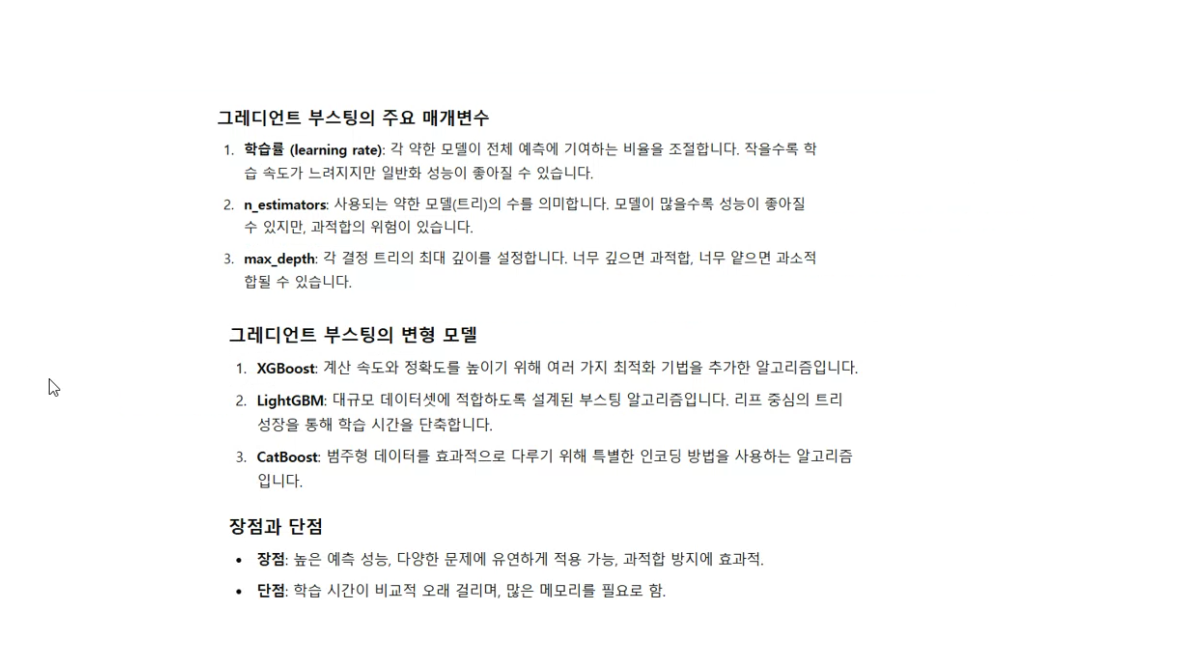 그레디언트 부스팅의 주요 매개변수
1. 학습률 (learning rate): 각 약한 모델이 전체 예측에 기여하는 비율을 조절합니다. 작을수록 학
습 속도가 느려지지만 일반화 성능이 좋아질 수 있습니다.
2. n_estimators: 사용되는 약한 모델(트리)의 수를 의미합니다. 모델이 많을수록 성능이 좋아질
수 있지만, 과적합의 위험이 있습니다.
3. max_depth: 각 결정 트리의 최대 깊이를 설정합니다. 너무 깊으면 과적합, 너무 얕으면 과소적
합될 수 있습니다.
그레디언트 부스팅의 변형 모델
1. XGBoost: 계산 속도와 정확도를 높이기 위해 여러 가지 최적화 기법을 추가한 알고리즘입니다.
2. LightGBM: 대규모 데이터셋에 적합하도록 설계된 부스팅 알고리즘입니다. 리프 중심의 트리
성장을 통해 학습 시간을 단축합니다.
3. CatBoost: 범주형 데이터를 효과적으로 다루기 위해 특별한 인코딩 방법을 사용하는 알고리즘
입니다.
장점과 단점
• 장점: 높은 예측 성능, 다양한 문제에 유연하게 적용 가능, 과적합 방지에 효과적.
• 단점: 학습 시간이 비교적 오래 걸리며, 많은 메모리를 필요로 함.